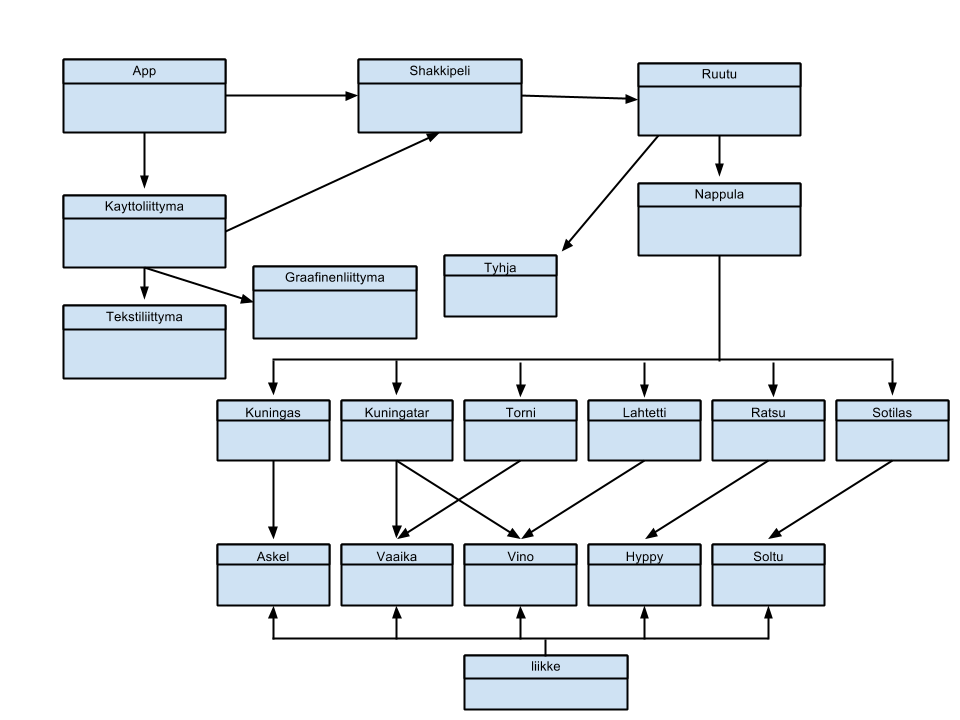 App
Shakkipeli
Ruutu
Kayttoliittyma
Nappula
Tyhja
Graafinenliittyma
Tekstiliittyma
Kuningas
Kuningatar
Torni
Lahtetti
Ratsu
Sotilas
Askel
Vaaika
Vino
Hyppy
Soltu
liikke